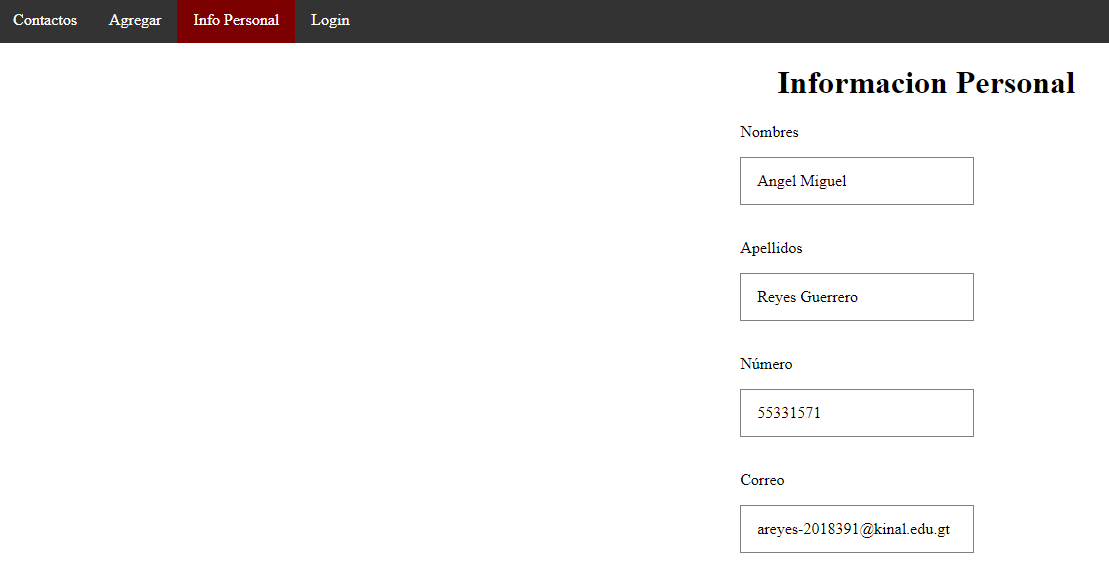 Contactos Agregar Info Personal Login
Informacion Personal
Nombres
Angel Miguel
Apellidos
Reyes Guerrero
Número
55331571
Correo
areyes-2018391@kinal.edu.gt